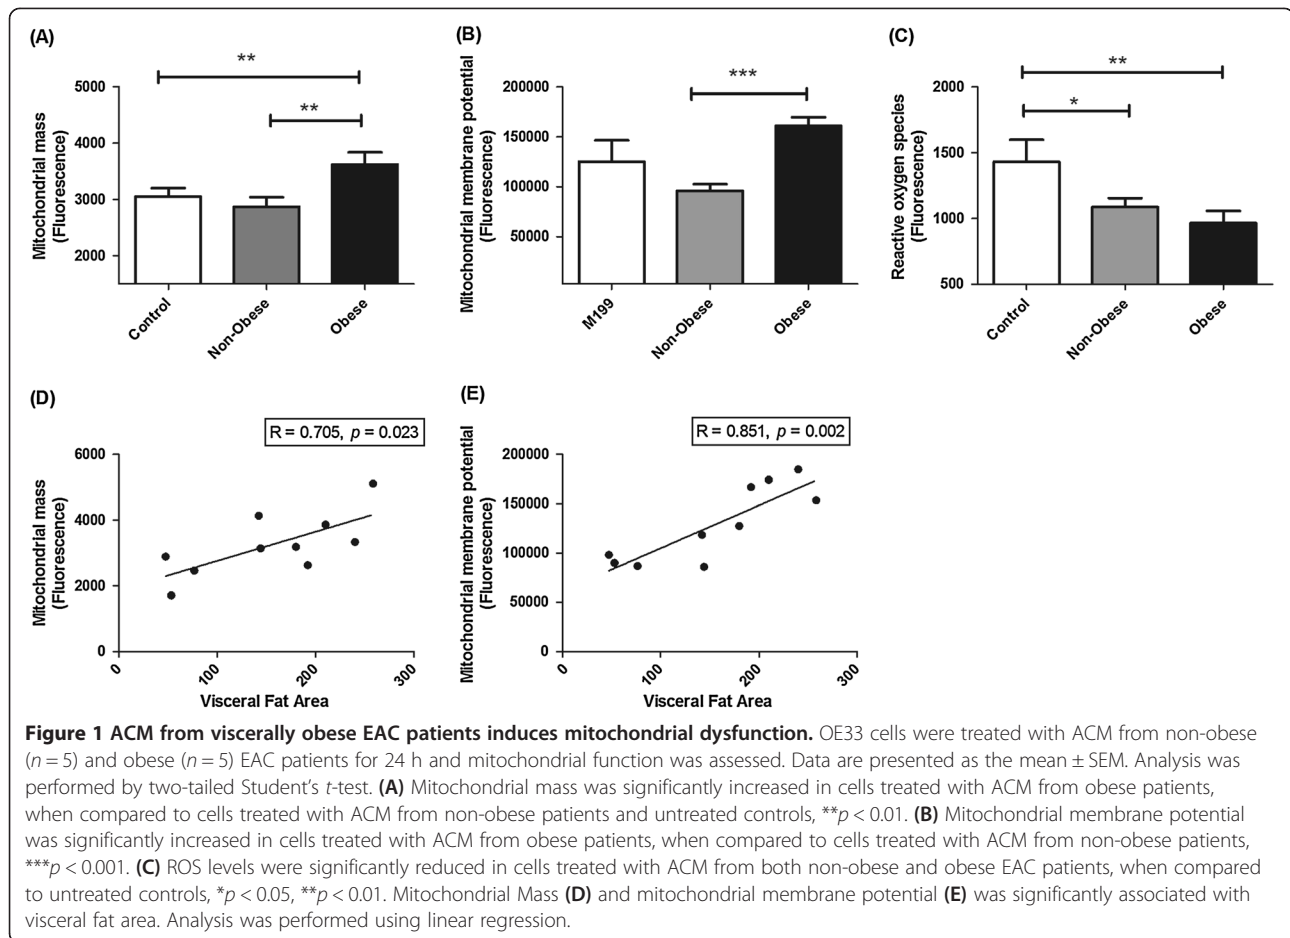 (A)
**
**
5000
4000
3000
2000
Mitochondrial mass
(Fluorescence)
Control
Non-Obese
Obese
(B)
***
200000
150000
100000
50000
Mitochondrial membrane potential
(Fluorescence)
M199
Non-Obese
Obese
(C)
**
*
2000
1500
1000
500
Reactive oxygen species
(Fluorescence)
Control
Non-Obese
Obese
(D)
R = 0.705, p = 0.023
6000
4000
2000
0
Mitochondrial mass
(Fluorescence)
0
100
200
300
Visceral Fat Area
(E)
R = 0.851, p = 0.002
200000
150000
100000
50000
0
Mitochondrial membrane potential
(Fluorescence)
0
100
200
300
Visceral Fat Area
Figure 1 ACM from viscerally obese EAC patients induces mitochondrial dysfunction. OE33 cells were treated with ACM from non-obese
(n = 5) and obese (n = 5) EAC patients for 24 h and mitochondrial function was assessed. Data are presented as the mean ± SEM. Analysis was
performed by two-tailed Student's t-test. (A) Mitochondrial mass was significantly increased in cells treated with ACM from obese patients,
when compared to cells treated with ACM from non-obese patients and untreated controls, **p < 0.01. (B) Mitochondrial membrane potential
was significantly increased in cells treated with ACM from obese patients, when compared to cells treated with ACM from non-obese patients,
***p < 0.001. (C) ROS levels were significantly reduced in cells treated with ACM from both non-obese and obese EAC patients, when compared
to untreated controls, *p < 0.05, **p < 0.01. Mitochondrial Mass (D) and mitochondrial membrane potential (E) was significantly associated with
visceral fat area. Analysis was performed using linear regression.